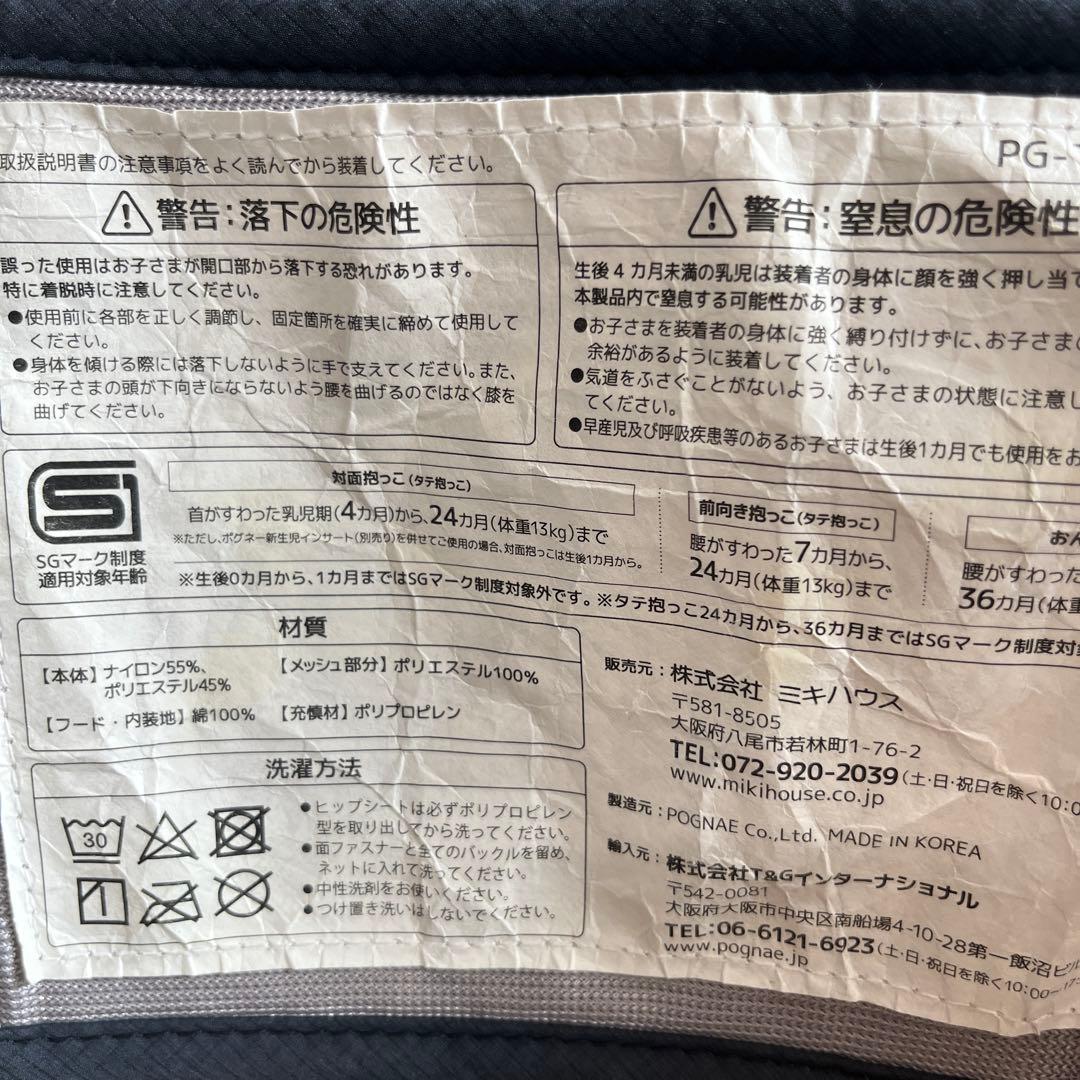 取扱説明書の注意事項をよく読んでから装着してください。
PG-
警告:落下の危険性
誤った使用はお子さまが開口部から落下する恐れがあります。
特に着脱時に注意してください。
●使用前に各部を正しく調節し、固定箇所を確実に締めて使用して
ください。
●身体を傾ける際には落下しないように手で支えてください。また、
お子さまの頭が下向きにならないよう腰を曲げるのではなく膝を
曲げてください。
警告:窒息の危険性
生後4カ月未満の乳児は装着者の身体に顔を強く押し当て
本製品内で窒息する可能性があります。
●お子さまを装着者の身体に強く縛り付けずに、お子さまの
余裕があるように装着してください。
●気道をふさぐことがないよう、お子さまの状態に注意し
てください。
●早産児及び呼吸疾患等のあるお子さまは生後1カ月でも使用をお
SGマーク制度
適用対象年齢
対面抱っこ(タテ抱っこ)
首がすわった乳児期(4カ月)から、24カ月(体重13kg)まで
※ただし、ポグネー新生児インサート(別売り)を併せてご使用の場合、対面抱っこは生後1カ月から。
前向き抱っこ(タテ抱っこ)
腰がすわった7カ月から、
24カ月(体重13kg)まで
おん
腰がすわった
36カ月(体重
※生後0カ月から、1カ月まではSGマーク制度対象外です。※タテ抱っこ24カ月から、36カ月まではSGマーク制度対象
材質
【本体】ナイロン55%、
ポリエステル45%
【メッシュ部分】ポリエステル100%
【フード・内装地】綿100%
【充慎材】ポリプロピレン
洗濯方法
30
●ヒップシートは必ずポリプロピレン
型を取り出してから洗ってください。
●面ファスナーと全てのバックルを留め、
ネットに入れて洗ってください。
●中性洗剤をお使いください。
●つけ置き洗いはしないでください。
販売元:株式会社 ミキハウス
〒581-8505
大阪府八尾市若林町1-76-2
TEL:072-920-2039(土・日・祝日を除く10:0
www.mikihouse.co.jp
製造元:POGNAE Co.,Ltd. MADE IN KOREA
輸入元:株式会社T&Gインターナショナル
〒542-0081
大阪府大阪市中央区南船場4-10-28第一飯沼ビル
TEL:06-6121-6923(土・日・祝日を除く10:00~17:
www.pognae.jp